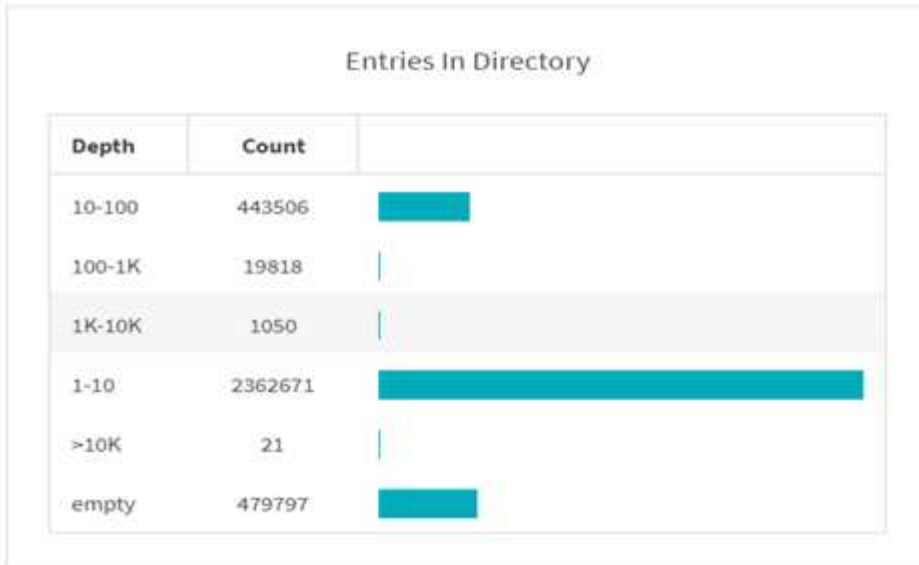 Entries In Directory
Depth Count
10-100 443506
100-1K 19818
1K-10K 1050
1-10 2362671
>10K 21
empty 479797